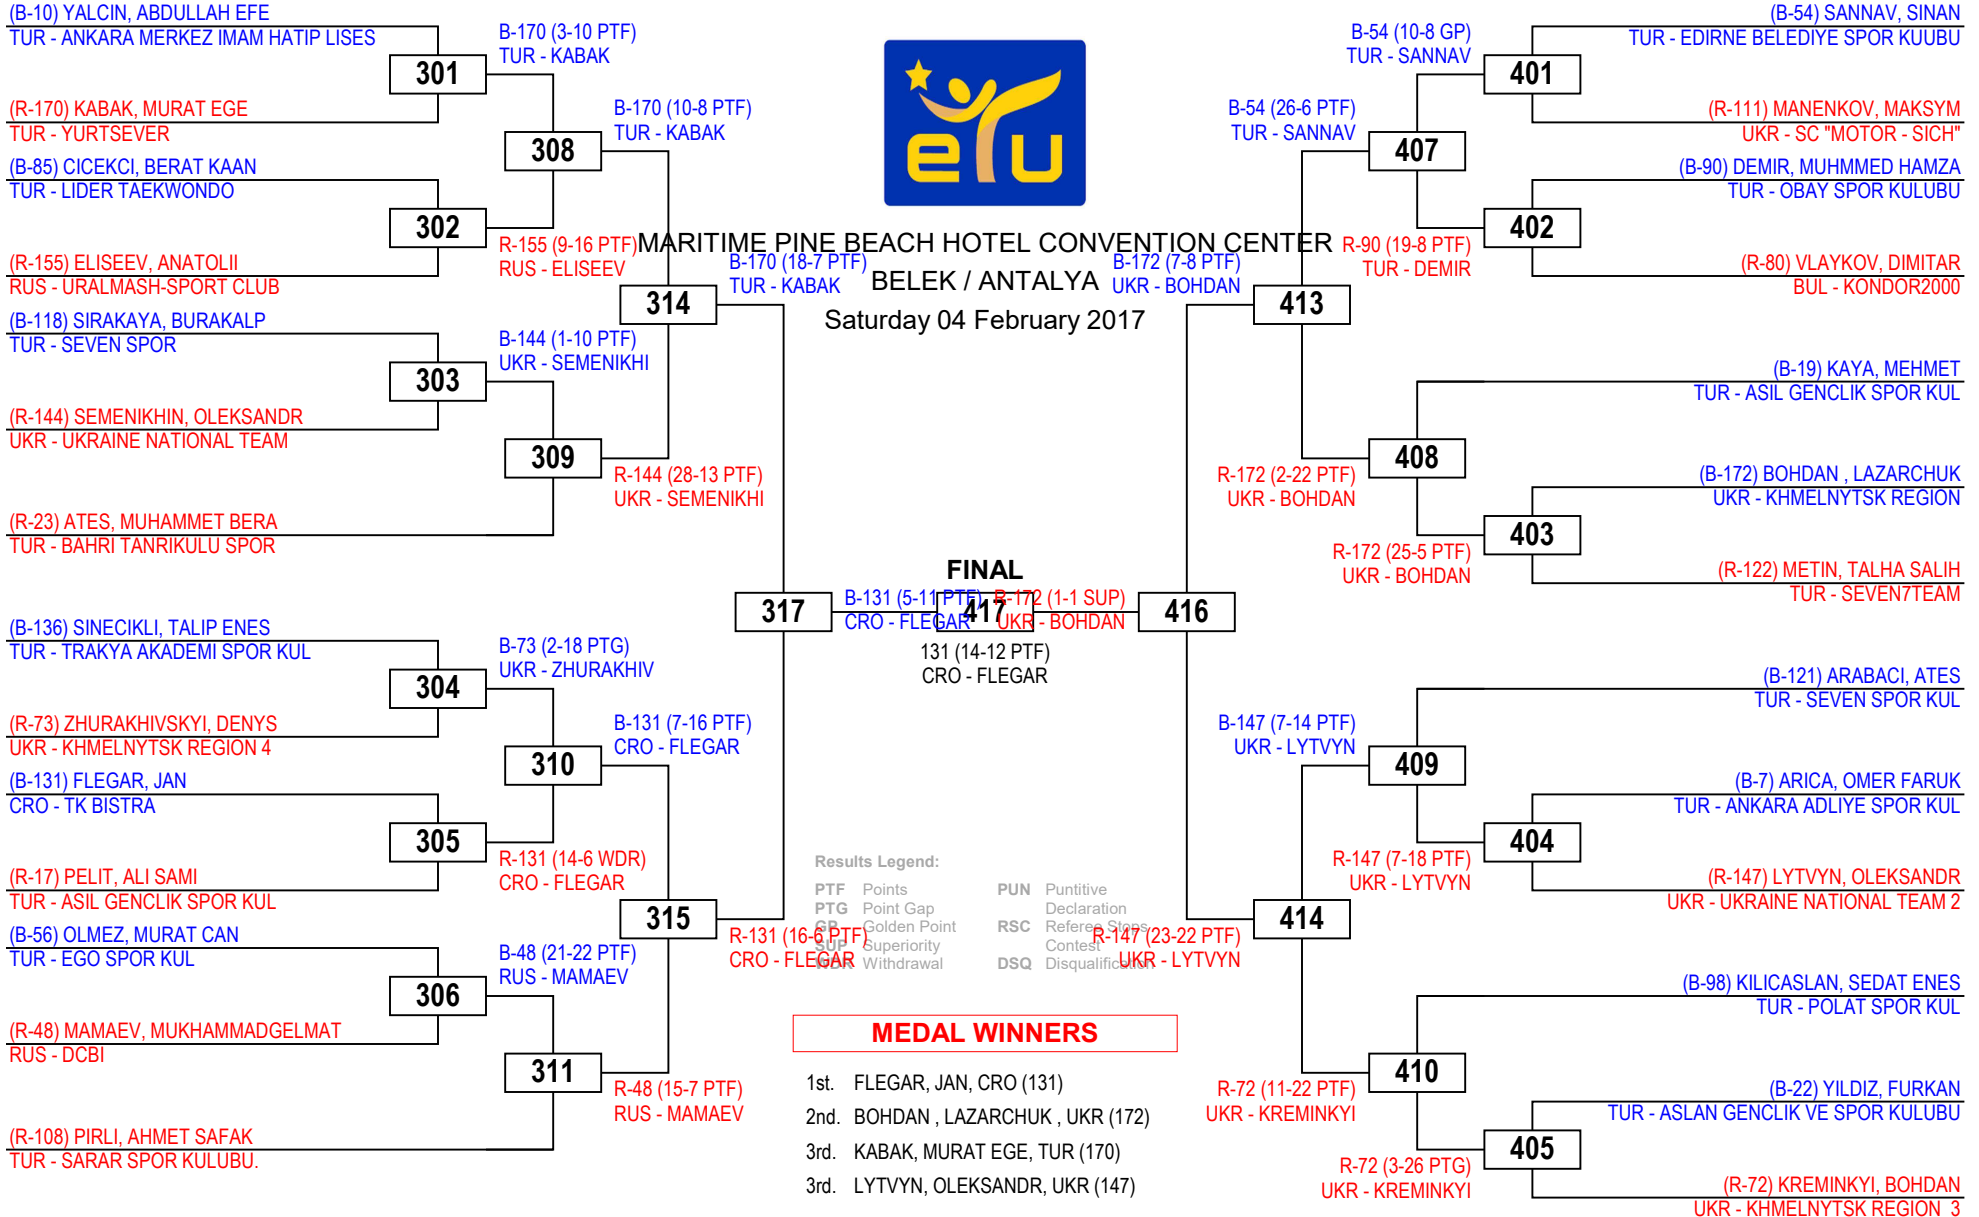 (B-10) YALCIN, ABDULLAH EFE
TUR - ANKARA MERKEZ IMAM HATIP LISES
301
(R-170) KABAK, MURAT EGE
TUR - YURTSEVER
B-170 (3-10 PTF)
TUR - KABAK
308
(B-85) CICEKCI, BERAT KAAN
TUR - LIDER TAEKWONDO
302
(R-155) ELISEEV, ANATOLII
RUS - URALMASH-SPORT CLUB
R-155 (9-16 PTF)
RUS - ELISEEV
B-170 (10-8 PTF)
TUR - KABAK
314
(B-118) SIRAKAYA, BURAKALP
TUR - SEVEN SPOR
303
(R-144) SEMENIKHIN, OLEKSANDR
UKR - UKRAINE NATIONAL TEAM
B-144 (1-10 PTF)
UKR - SEMENIKHI
309
(R-23) ATES, MUHAMMET BERA
TUR - BAHRI TANRIKULU SPOR
R-144 (28-13 PTF)
UKR - SEMENIKHI
B-170 (18-7 PTF)
TUR - KABAK
317
(B-136) SINECIKLI, TALIP ENES
TUR - TRAKYA AKADEMI SPOR KUL
304
(R-73) ZHURAKHIVSKYI, DENYS
UKR - KHMELNYTSK REGION 4
B-73 (2-18 PTG)
UKR - ZHURAKHIV
310
(B-131) FLEGAR, JAN
CRO - TK BISTRA
305
(R-17) PELIT, ALI SAMI
TUR - ASIL GENCLIK SPOR KUL
R-131 (14-6 WDR)
CRO - FLEGAR
B-131 (7-16 PTF)
CRO - FLEGAR
315
(B-56) OLMEZ, MURAT CAN
TUR - EGO SPOR KUL
306
(R-48) MAMAEV, MUKHAMMADGELMAT
RUS - DCBI
B-48 (21-22 PTF)
RUS - MAMAEV
311
(R-108) PIRLI, AHMET SAFAK
TUR - SARAR SPOR KULUBU.
R-48 (15-7 PTF)
RUS - MAMAEV
R-131 (16-6 PTF)
CRO - FLEGAR
eTu
MARITIME PINE BEACH HOTEL CONVENTION CENTER
BELEK / ANTALYA
Saturday 04 February 2017
FINAL
B-131 (5-11 PTF)
CRO - FLEGAR
417
R-172 (1-1 SUP)
UKR - BOHDAN
131 (14-12 PTF)
CRO - FLEGAR
Results Legend:
PTF Points
PTG Point Gap
GP Golden Point
SUP Superiority
WDR Withdrawal
PUN Puntitive
Declaration
RSC Referee Stops
Contest
DSQ Disqualification
MEDAL WINNERS
1st. FLEGAR, JAN, CRO (131)
2nd. BOHDAN , LAZARCHUK , UKR (172)
3rd. KABAK, MURAT EGE, TUR (170)
3rd. LYTVYN, OLEKSANDR, UKR (147)
(B-54) SANNAV, SINAN
TUR - EDIRNE BELEDIYE SPOR KUUBU
401
(R-111) MANENKOV, MAKSYM
UKR - SC "MOTOR - SICH"
B-54 (10-8 GP)
TUR - SANNAV
407
(B-90) DEMIR, MUHMMED HAMZA
TUR - OBAY SPOR KULUBU
402
(R-80) VLAYKOV, DIMITAR
BUL - KONDOR2000
R-90 (19-8 PTF)
TUR - DEMIR
B-54 (26-6 PTF)
TUR - SANNAV
413
(B-19) KAYA, MEHMET
TUR - ASIL GENCLIK SPOR KUL
408
(B-172) BOHDAN , LAZARCHUK
UKR - KHMELNYTSK REGION
403
(R-122) METIN, TALHA SALIH
TUR - SEVEN7TEAM
R-172 (25-5 PTF)
UKR - BOHDAN
R-172 (2-22 PTF)
UKR - BOHDAN
B-172 (7-8 PTF)
UKR - BOHDAN
416
(B-121) ARABACI, ATES
TUR - SEVEN SPOR KUL
409
(B-7) ARICA, OMER FARUK
TUR - ANKARA ADLIYE SPOR KUL
404
(R-147) LYTVYN, OLEKSANDR
UKR - UKRAINE NATIONAL TEAM 2
R-147 (7-18 PTF)
UKR - LYTVYN
B-147 (7-14 PTF)
UKR - LYTVYN
414
(B-98) KILICASLAN, SEDAT ENES
TUR - POLAT SPOR KUL
410
(B-22) YILDIZ, FURKAN
TUR - ASLAN GENCLIK VE SPOR KULUBU
405
(R-72) KREMINKYI, BOHDAN
UKR - KHMELNYTSK REGION 3
R-72 (3-26 PTG)
UKR - KREMINKYI
R-72 (11-22 PTF)
UKR - KREMINKYI
R-147 (23-22 PTF)
UKR - LYTVYN